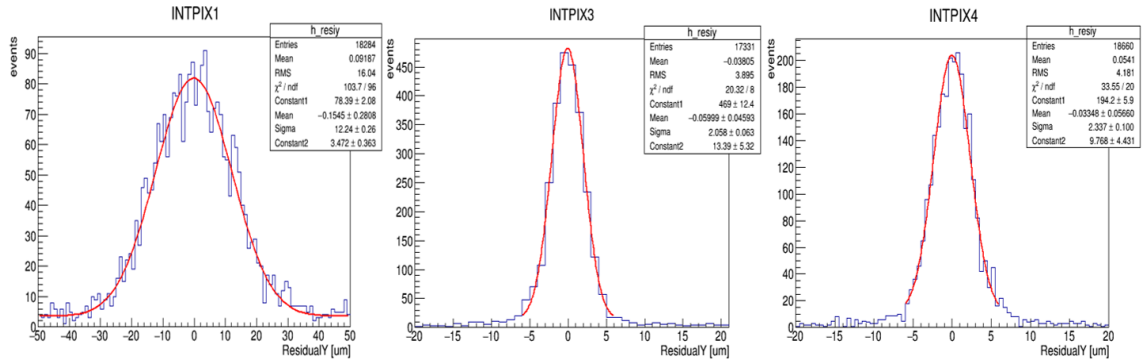 INTPIX1
events
h_resiy
Entries 18284
Mean 0.09187
RMS 16.04
χ² / ndf 103.7 / 96
Constant1 78.39 ± 2.08
Mean −0.1545 ± 0.2808
Sigma 12.24 ± 0.26
Constant2 3.472 ± 0.363
90
80
70
60
50
40
30
20
10
0
−50 −40 −30 −20 −10 0 10 20 30 40 50
ResidualY [um]
INTPIX3
events
h_resiy
Entries 17331
Mean −0.03805
RMS 3.895
χ² / ndf 20.32 / 8
Constant1 469 ± 12.4
Mean −0.05999 ± 0.04593
Sigma 2.058 ± 0.063
Constant2 13.39 ± 5.32
450
400
350
300
250
200
150
100
50
0
−20 −15 −10 −5 0 5 10 15 20
ResidualY [um]
INTPIX4
events
h_resiy
Entries 18660
Mean 0.0541
RMS 4.181
χ² / ndf 33.55 / 20
Constant1 194.2 ± 5.9
Mean −0.03348 ± 0.05660
Sigma 2.337 ± 0.100
Constant2 9.768 ± 4.431
200
180
160
140
120
100
80
60
40
20
0
−20 −15 −10 −5 0 5 10 15 20
ResidualY [um]